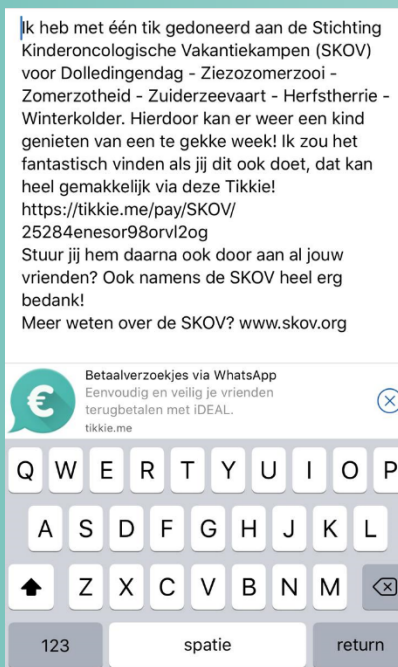 Ik heb met één tik gedoneerd aan de Stichting
Kinderoncologische Vakantiekampen (SKOV)
voor Dolledingendag - Ziezozomerzooi -
Zomerzotheid - Zuiderzeevaart - Herfstherrie -
Winterkolder. Hierdoor kan er weer een kind
genieten van een te gekke week! Ik zou het
fantastisch vinden als jij dit ook doet, dat kan
heel gemakkelijk via deze Tikkie!
https://tikkie.me/pay/SKOV/
25284enesor98orvl2og
Stuur jij hem daarna ook door aan al jouw
vrienden? Ook namens de SKOV heel erg
bedank!
Meer weten over de SKOV? www.skov.org
Betaalverzoekjes via WhatsApp
Eenvoudig en veilig je vrienden
terugbetalen met iDEAL.
tikkie.me
€
Q W E R T Y U I O P
A S D F G H J K L
Z X C V B N M
123 spatie return